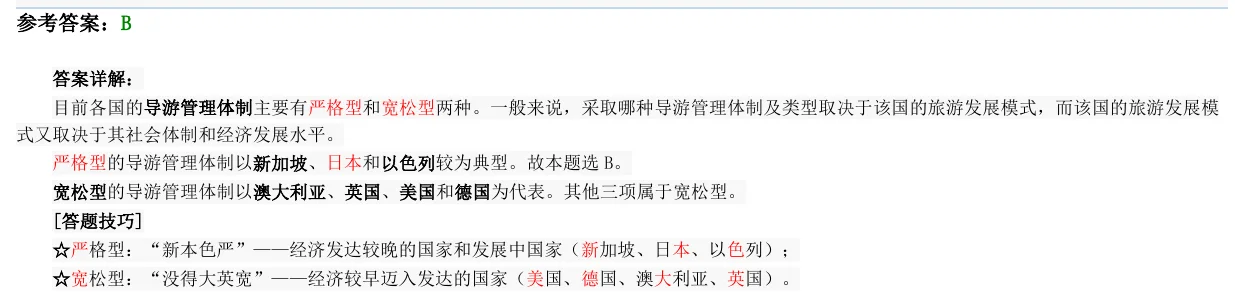 参考答案：B
答案详解：
目前各国的导游管理体制主要有严格型和宽松型两种。一般来说，采取哪种导游管理体制及类型取决于该国的旅游发展模式，而该国的旅游发展模
式又取决于其社会体制和经济发展水平。
严格型的导游管理体制以新加坡、日本和以色列较为典型。故本题选 B。
宽松型的导游管理体制以澳大利亚、英国、美国和德国为代表。其他三项属于宽松型。
[答题技巧]
☆严格型：“新本色严”——经济发达较晚的国家和发展中国家（新加坡、日本、以色列）；
☆宽松型：“没得大英宽”——经济较早迈入发达的国家（美国、德国、澳大利亚、英国）。